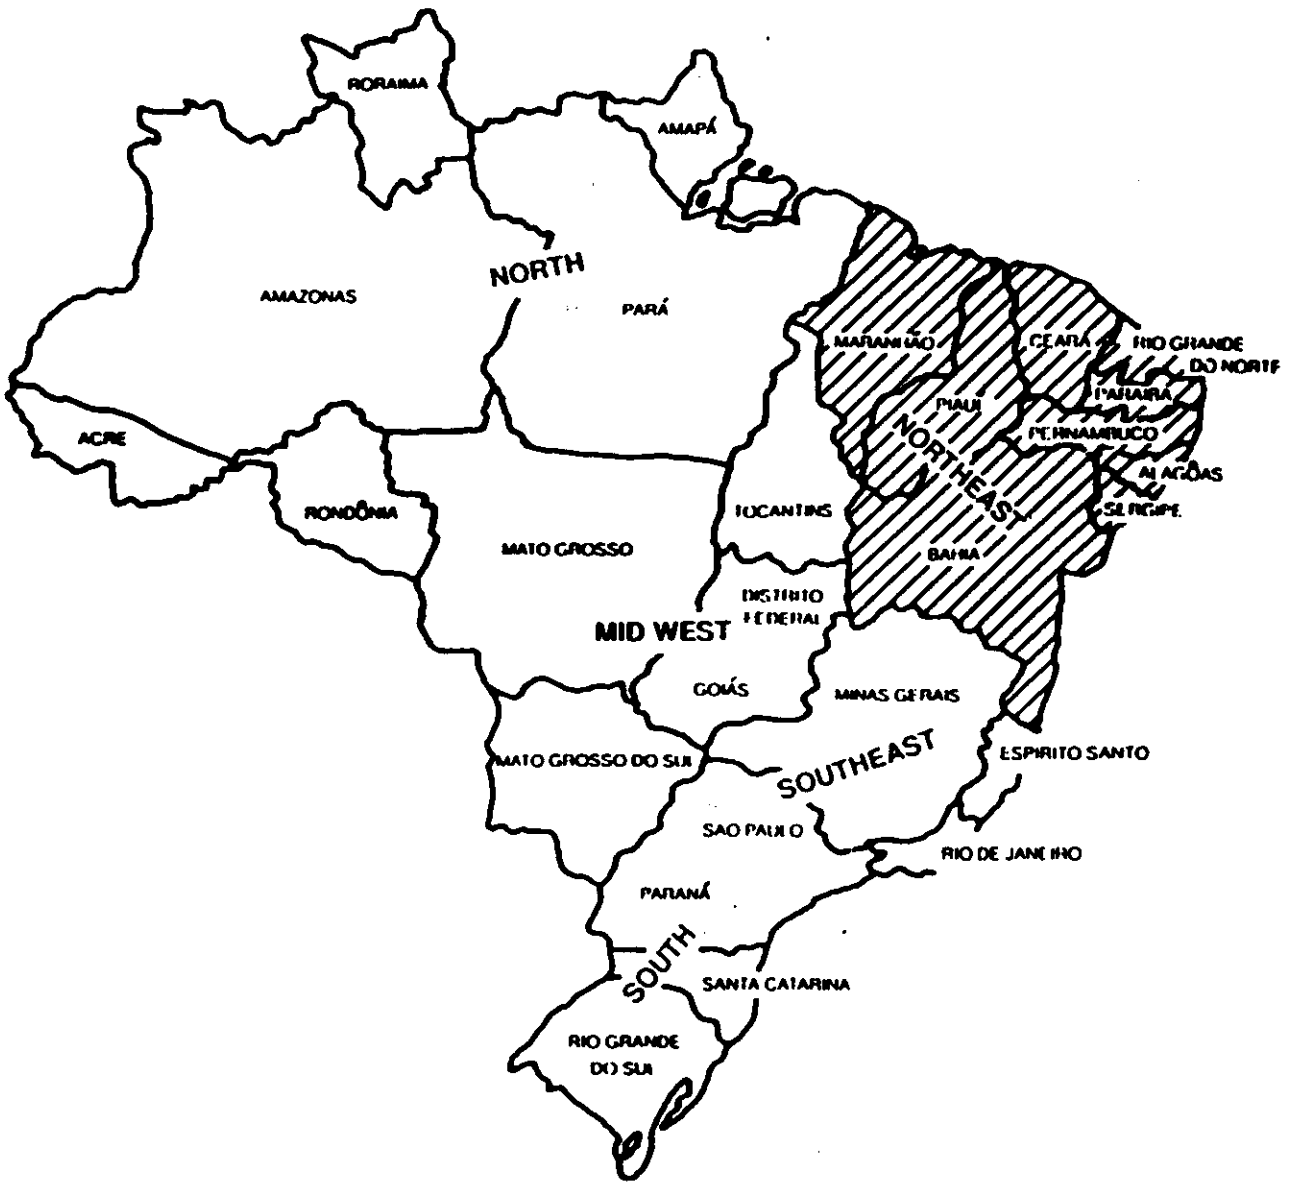 RORAIMA
AMAPÁ
NORTH
AMAZONAS
PARÁ
MARANHÃO
CEARÁ
RIO GRANDE
DO NORTE
PARAIBA
PIAUÍ
ACRE
PERNAMBUCO
NORTHEAST
ALAGÔAS
RONDÔNIA
TOCANTINS
SERGIPE
MATO GROSSO
BAHIA
DISTRITO
FEDERAL
MID WEST
GOIÁS
MINAS GERAIS
MATO GROSSO DO SUL
SOUTHEAST
ESPIRITO SANTO
SAO PAULO
RIO DE JANEIRO
PARANÁ
SOUTH
SANTA CATARINA
RIO GRANDE
DO SUL